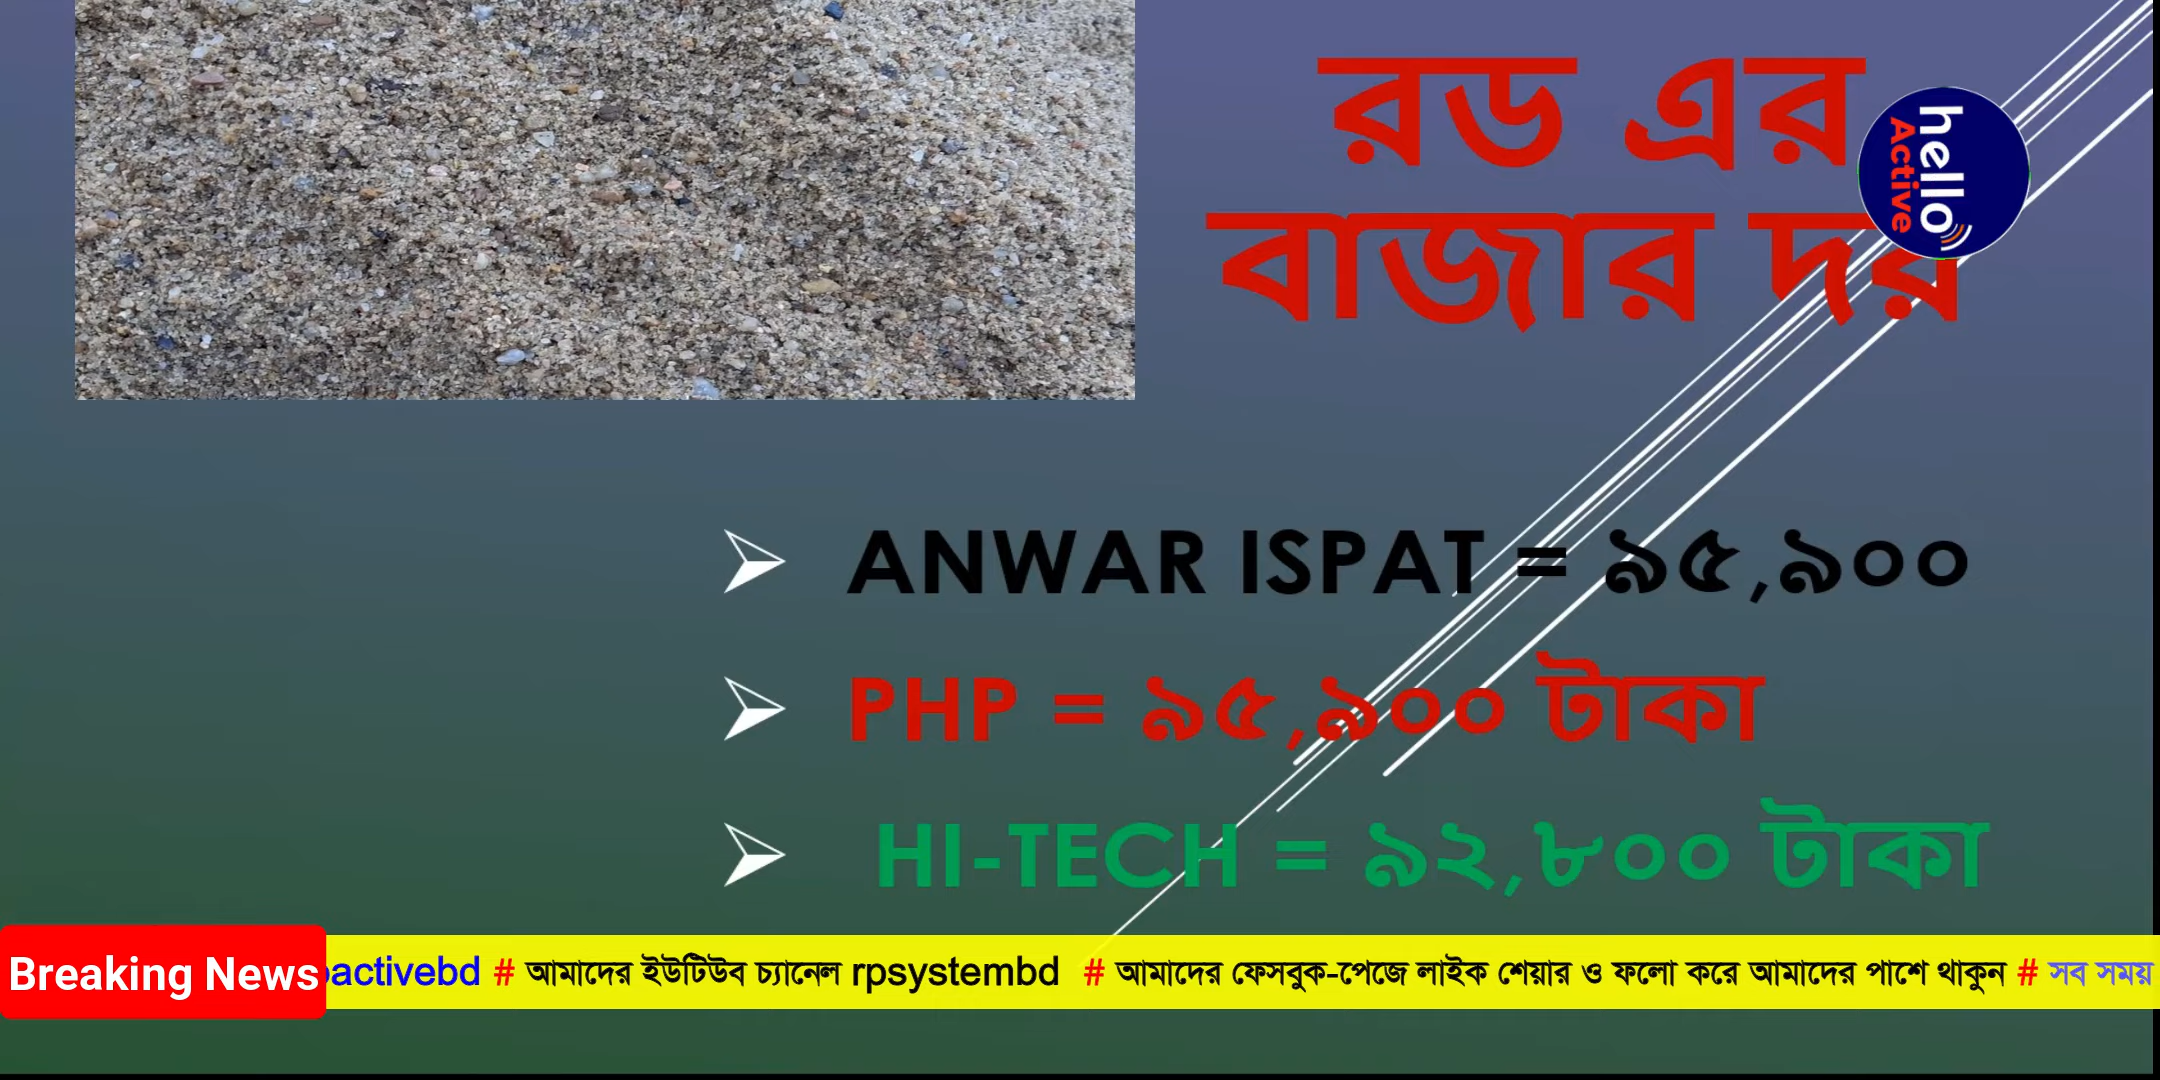 রড এর
বাজার দর
hello
Active
ANWAR ISPAT = ৯৫,৯০০
PHP = ৯৫,৯০০ টাকা
HI-TECH = ৯২,৮০০ টাকা
Breaking News
activebd # আমাদের ইউটিউব চ্যানেল rpsystembd # আমাদের ফেসবুক-পেজে লাইক শেয়ার ও ফলো করে আমাদের পাশে থাকুন # সব সময়